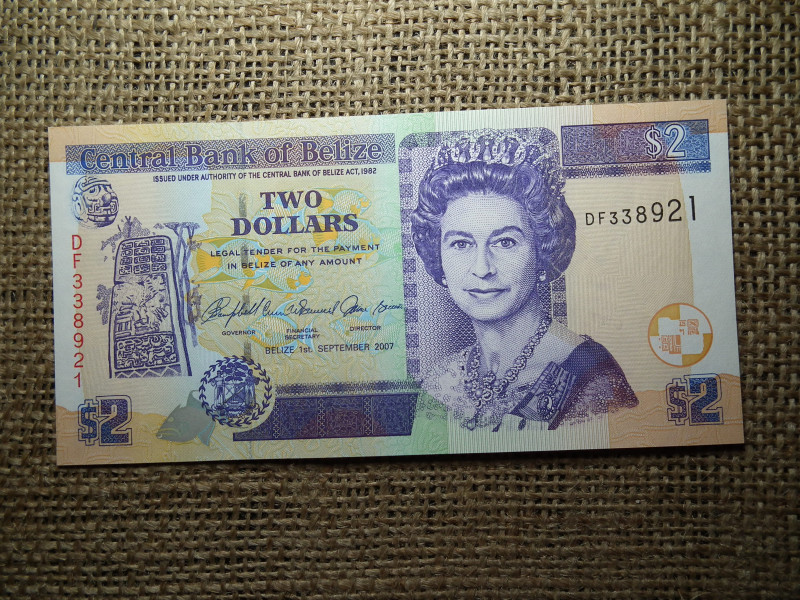 Central Bank of Belize
$2
ISSUED UNDER AUTHORITY OF THE CENTRAL BANK OF BELIZE ACT, 1982
TWO
DOLLARS
DF338921
LEGAL TENDER FOR THE PAYMENT
IN BELIZE OF ANY AMOUNT
DF338921
GOVERNOR
FINANCIAL
SECRETARY
DIRECTOR
BELIZE 1st. SEPTEMBER 2007
$2
$2